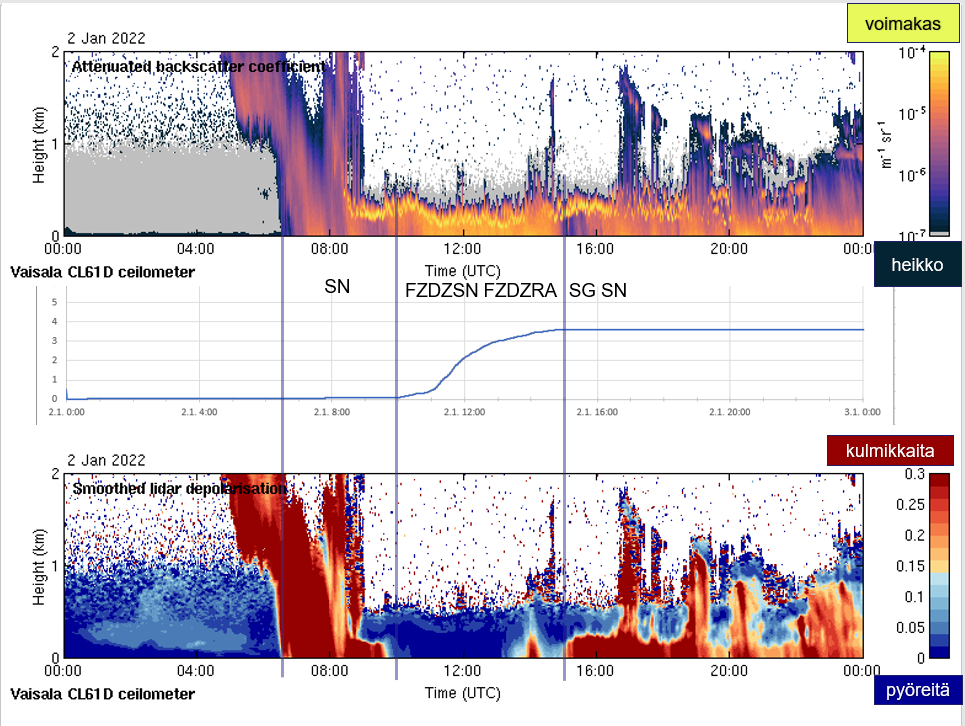 voimakas
2 Jan 2022
Attenuated backscatter coefficient
Height (km)
2
1
0
00:00 04:00 08:00 12:00 16:00 20:00 00:00
Time (UTC)
10-4
10-5
10-6
10-7
m-1 sr-1
heikko
Vaisala CL61D ceilometer
SN FZDZSN FZDZRA SG SN
5
4
3
2
1
0
2.1. 0:00 2.1. 4:00 2.1. 8:00 2.1. 12:00 2.1. 16:00 2.1. 20:00 3.1. 0:00
kulmikkaita
2 Jan 2022
Smoothed lidar depolarisation
Height (km)
2
1
0
00:00 04:00 08:00 12:00 16:00 20:00 00:00
Time (UTC)
0.3
0.25
0.2
0.15
0.1
0.05
0
pyöreitä
Vaisala CL61D ceilometer